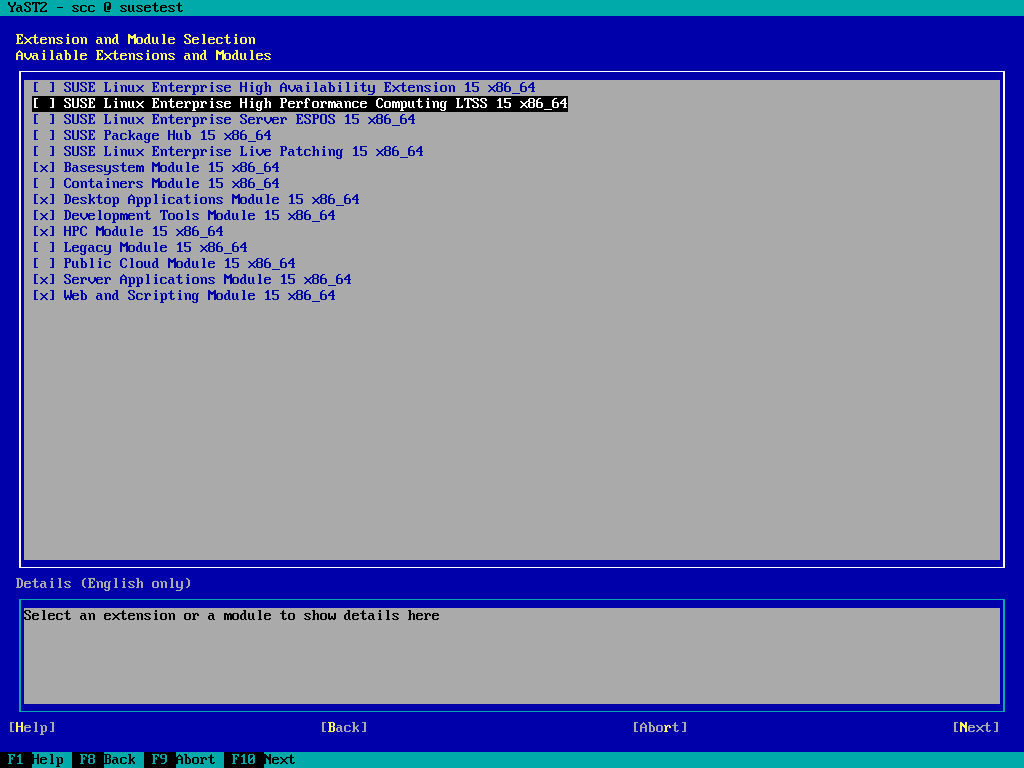 YaST2 - scc @ susetest
Extension and Module Selection
Available Extensions and Modules
[ ] SUSE Linux Enterprise High Availability Extension 15 x86_64
[ ] SUSE Linux Enterprise High Performance Computing LTSS 15 x86_64
[ ] SUSE Linux Enterprise Server ESPOS 15 x86_64
[ ] SUSE Package Hub 15 x86_64
[ ] SUSE Linux Enterprise Live Patching 15 x86_64
[x] Basesystem Module 15 x86_64
[ ] Containers Module 15 x86_64
[x] Desktop Applications Module 15 x86_64
[x] Development Tools Module 15 x86_64
[x] HPC Module 15 x86_64
[ ] Legacy Module 15 x86_64
[ ] Public Cloud Module 15 x86_64
[x] Server Applications Module 15 x86_64
[x] Web and Scripting Module 15 x86_64
Details (English only)
Select an extension or a module to show details here
[Help] [Back] [Abort] [Next]
F1 Help F8 Back F9 Abort F10 Next